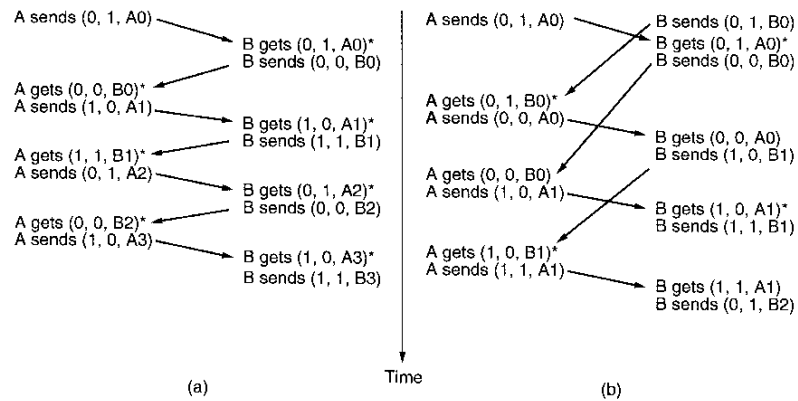 A sends (0, 1, A0)
B gets (0, 1, A0)*
B sends (0, 0, B0)
A gets (0, 0, B0)*
A sends (1, 0, A1)
B gets (1, 0, A1)*
B sends (1, 1, B1)
A gets (1, 1, B1)*
A sends (0, 1, A2)
B gets (0, 1, A2)*
B sends (0, 0, B2)
A gets (0, 0, B2)*
A sends (1, 0, A3)
B gets (1, 0, A3)*
B sends (1, 1, B3)
(a)
Time
A sends (0, 1, A0)
B sends (0, 1, B0)
B gets (0, 1, A0)*
B sends (0, 0, B0)
A gets (0, 1, B0)*
A sends (0, 0, A0)
B gets (0, 0, A0)
B sends (1, 0, B1)
A gets (0, 0, B0)
A sends (1, 0, A1)
B gets (1, 0, A1)*
B sends (1, 1, B1)
A gets (1, 0, B1)*
A sends (1, 1, A1)
B gets (1, 1, A1)
B sends (0, 1, B2)
(b)